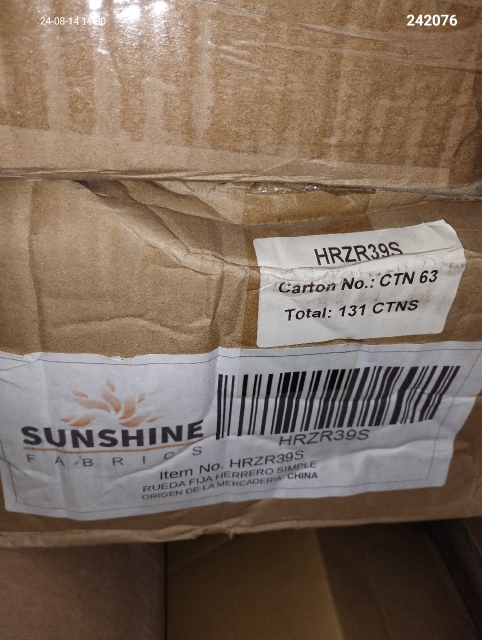 24-08-14 14:30
242076
HRZR39S
Carton No.: CTN 63
Total: 131 CTNS
SUNSHINE
FABRICS
HRZR39S
Item No. HRZR39S
RUEDA FIJA HERRERO SIMPLE
ORIGEN DE LA MERCADERIA: CHINA